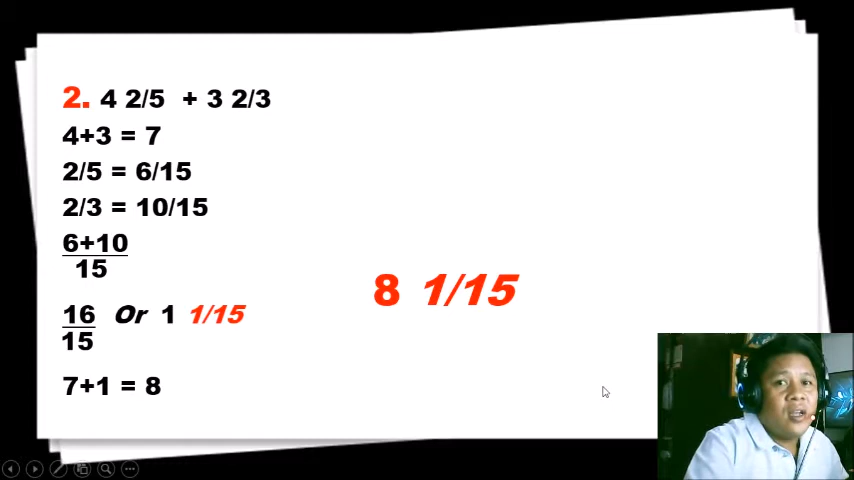 2. 4 2/5 + 3 2/3
4+3 = 7
2/5 = 6/15
2/3 = 10/15
6+10
15
16 Or 1 1/15
15
7+1 = 8
8 1/15